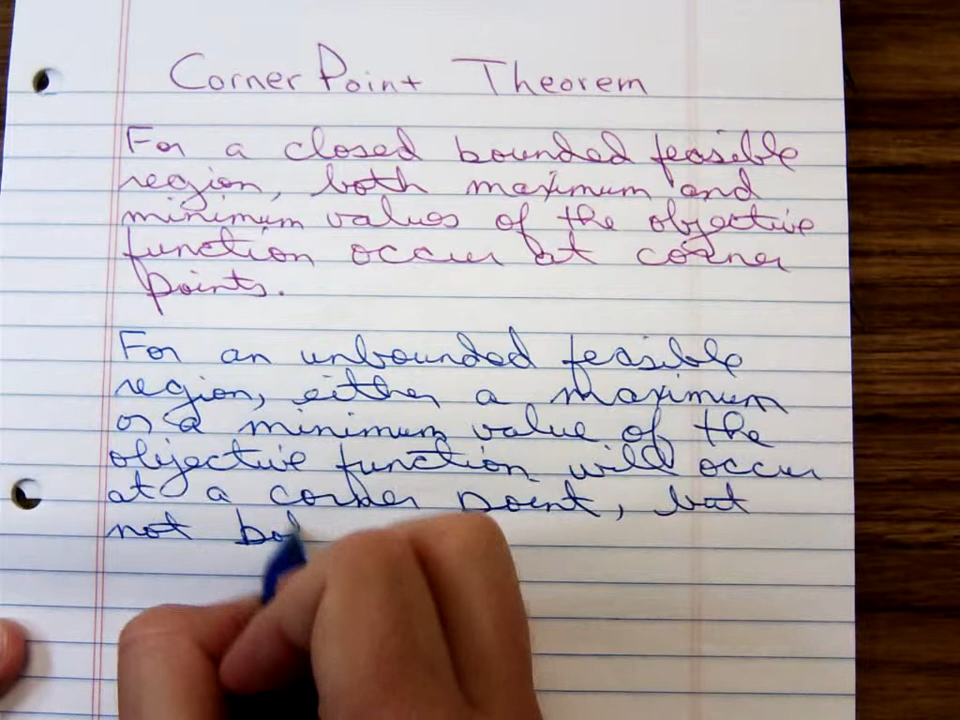 Corner Point Theorem
For a closed bounded feasible
region, both maximum and
minimum values of the objective
function occur at corner
points.
For an unbounded feasible
region, either a maximum
or a minimum value of the
objective function will occur
at a corner point, but
not